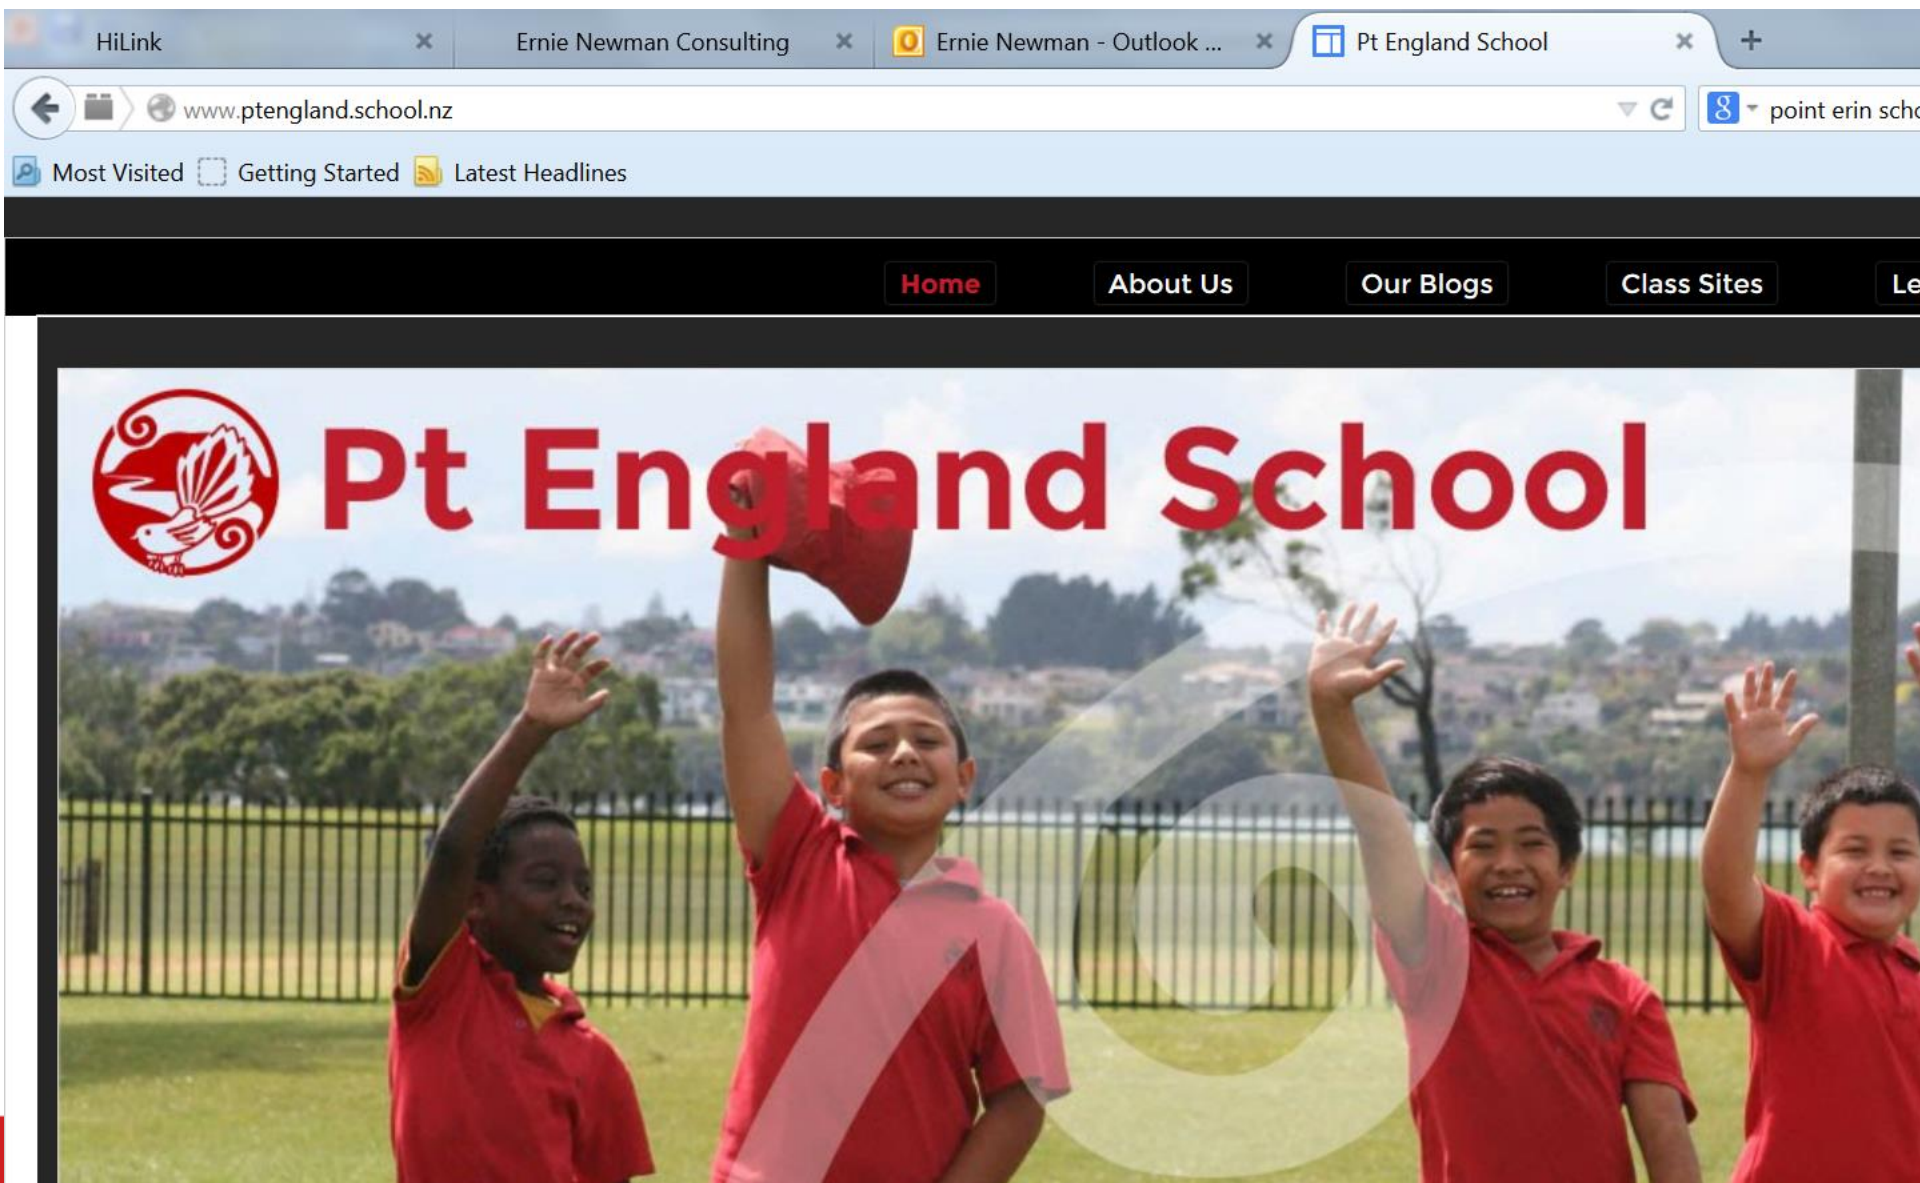 HiLink
Ernie Newman Consulting
Ernie Newman - Outlook ...
Pt England School
www.ptengland.school.nz
point erin scho
Most Visited
Getting Started
Latest Headlines
Home
About Us
Our Blogs
Class Sites
Le
Pt England School